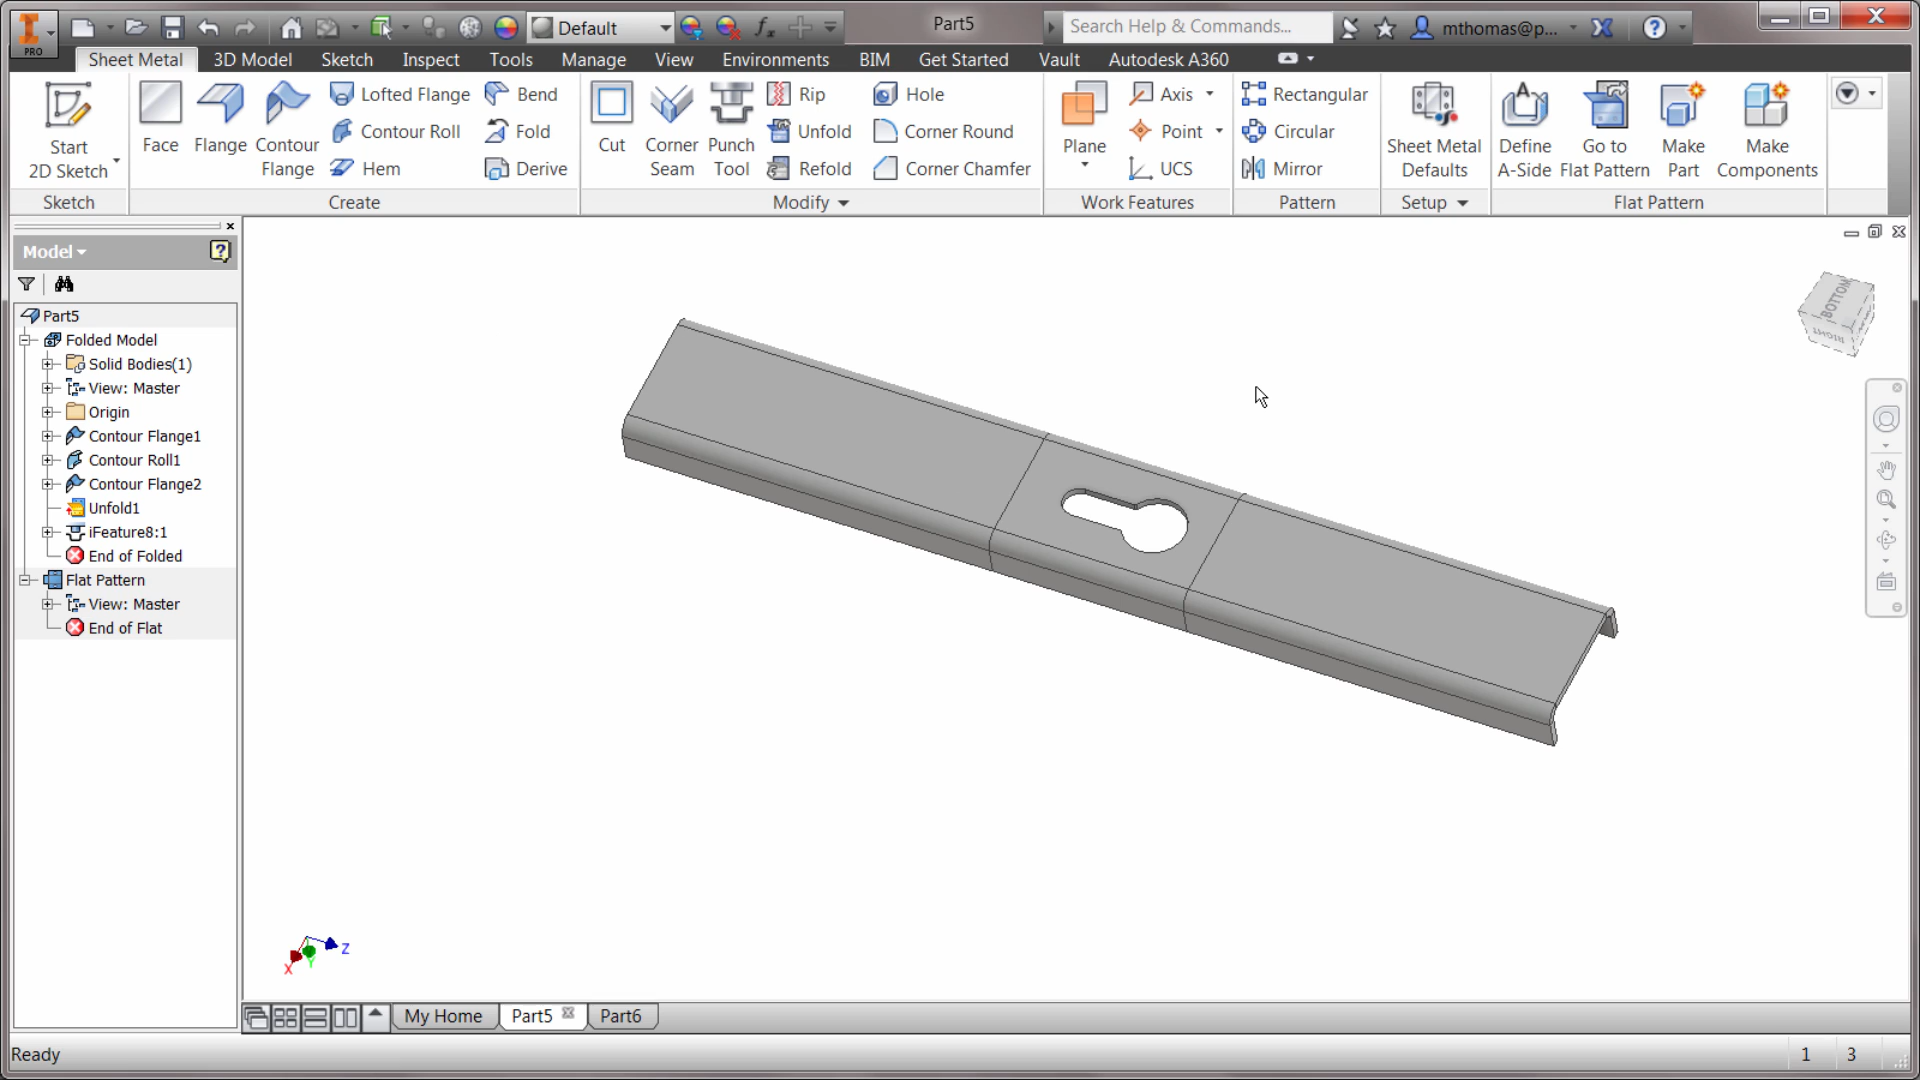 PRO
Default
Part5
Search Help & Commands...
mthomas@p...
Sheet Metal
3D Model
Sketch
Inspect
Tools
Manage
View
Environments
BIM
Get Started
Vault
Autodesk A360
Start
2D Sketch
Face
Flange
Contour
Flange
Lofted Flange
Contour Roll
Hem
Bend
Fold
Derive
Cut
Corner
Seam
Punch
Tool
Rip
Unfold
Refold
Hole
Corner Round
Corner Chamfer
Plane
Axis
Point
UCS
Rectangular
Circular
Mirror
Sheet Metal
Defaults
Define
A-Side
Go to
Flat Pattern
Make
Part
Make
Components
Sketch
Create
Modify
Work Features
Pattern
Setup
Flat Pattern
Model
Part5
Folded Model
Solid Bodies(1)
View: Master
Origin
Contour Flange1
Contour Roll1
Contour Flange2
Unfold1
iFeature8:1
End of Folded
Flat Pattern
View: Master
End of Flat
BOTTOM
RIGHT
Z
Y
X
My Home
Part5
Part6
Ready
1
3